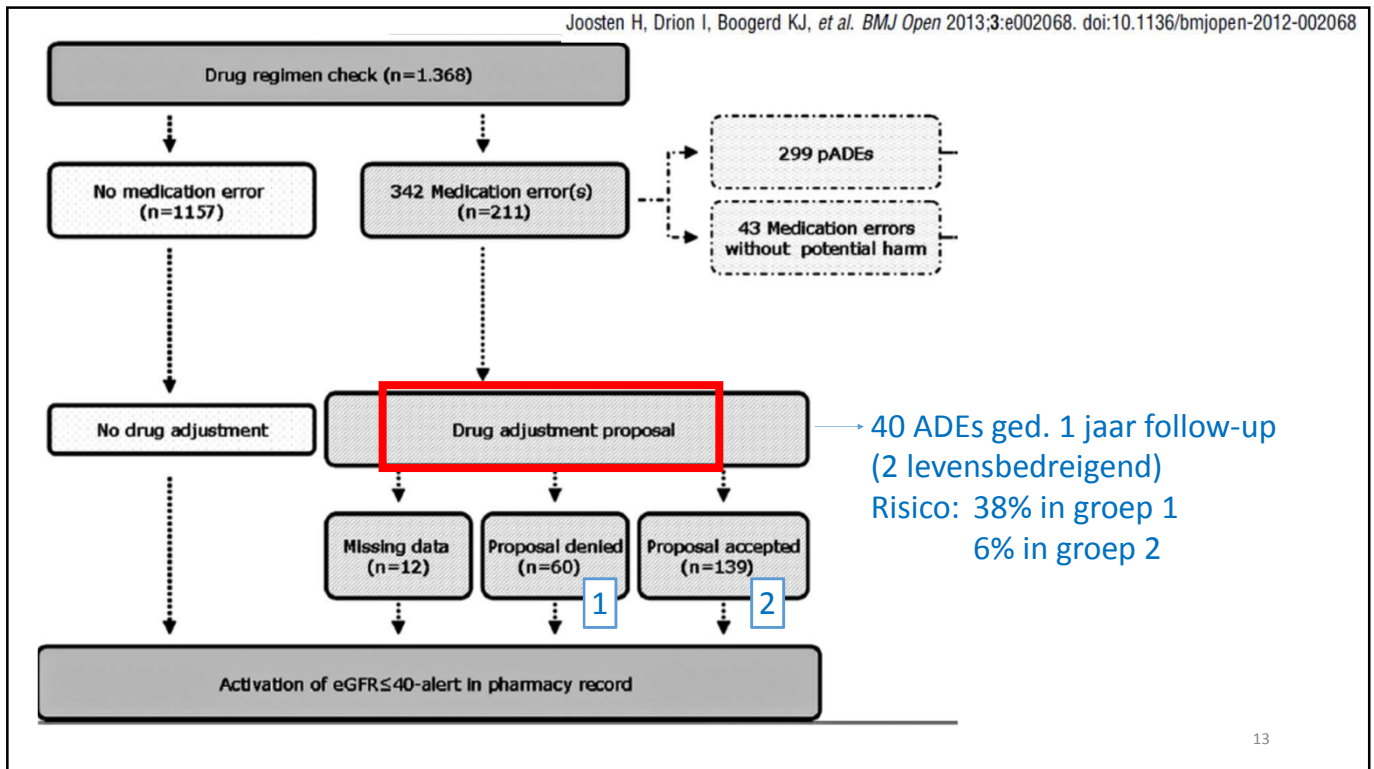 Joosten H, Drion I, Boogerd KJ, et al. BMJ Open 2013;3:e002068. doi:10.1136/bmjopen-2012-002068
Drug regimen check (n=1.368)
No medication error
(n=1157)
342 Medication error(s)
(n=211)
299 pADEs
43 Medication errors
without potential harm
No drug adjustment
Drug adjustment proposal
40 ADEs ged. 1 jaar follow-up
(2 levensbedreigend)
Risico: 38% in groep 1
6% in groep 2
Missing data
(n=12)
Proposal denied
(n=60)
1
Proposal accepted
(n=139)
2
Activation of eGFR≤40-alert in pharmacy record
13